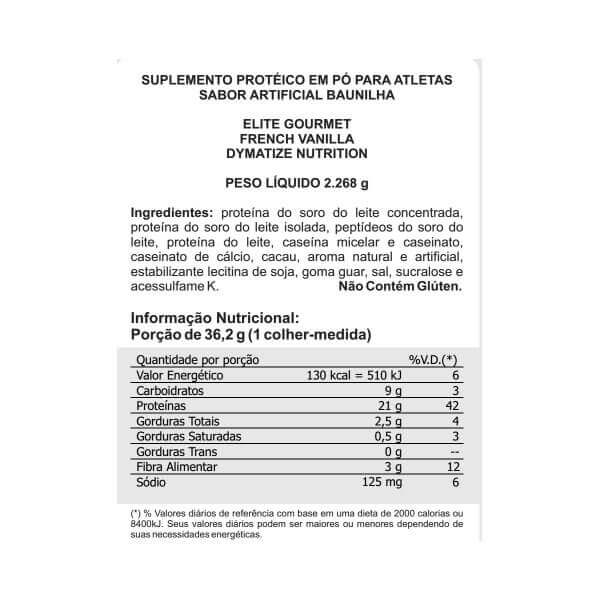 SUPLEMENTO PROTÉICO EM PÓ PARA ATLETAS
SABOR ARTIFICIAL BAUNILHA
ELITE GOURMET
FRENCH VANILLA
DYMATIZE NUTRITION
PESO LÍQUIDO 2.268 g
Ingredientes: proteína do soro do leite concentrada,
proteína do soro do leite isolada, peptídeos do soro do
leite, proteína do leite, caseína micelar e caseinato,
caseinato de cálcio, cacau, aroma natural e artificial,
estabilizante lecitina de soja, goma guar, sal, sucralose e
acessulfame K. Não Contém Glúten.
Informação Nutricional:
Porção de 36,2 g (1 colher-medida)
Quantidade por porção %V.D.(*)
Valor Energético 130 kcal = 510 kJ 6
Carboidratos 9 g 3
Proteínas 21 g 42
Gorduras Totais 2,5 g 4
Gorduras Saturadas 0,5 g 3
Gorduras Trans 0 g --
Fibra Alimentar 3 g 12
Sódio 125 mg 6
(*) % Valores diários de referência com base em uma dieta de 2000 calorias ou
8400kJ. Seus valores diários podem ser maiores ou menores dependendo de
suas necessidades energéticas.